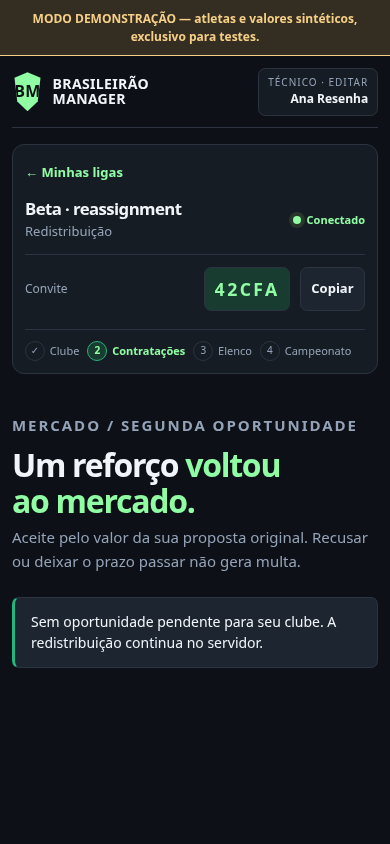 MODO DEMONSTRAÇÃO — atletas e valores sintéticos,
exclusivo para testes.
BM
BRASILEIRÃO
MANAGER
TÉCNICO · EDITAR
Ana Resenha
← Minhas ligas
Beta · reassignment
Redistribuição
Conectado
Convite
42CFA
Copiar
✓ Clube 2 Contratações 3 Elenco 4 Campeonato
MERCADO / SEGUNDA OPORTUNIDADE
Um reforço voltou
ao mercado.
Aceite pelo valor da sua proposta original. Recusar
ou deixar o prazo passar não gera multa.
Sem oportunidade pendente para seu clube. A
redistribuição continua no servidor.